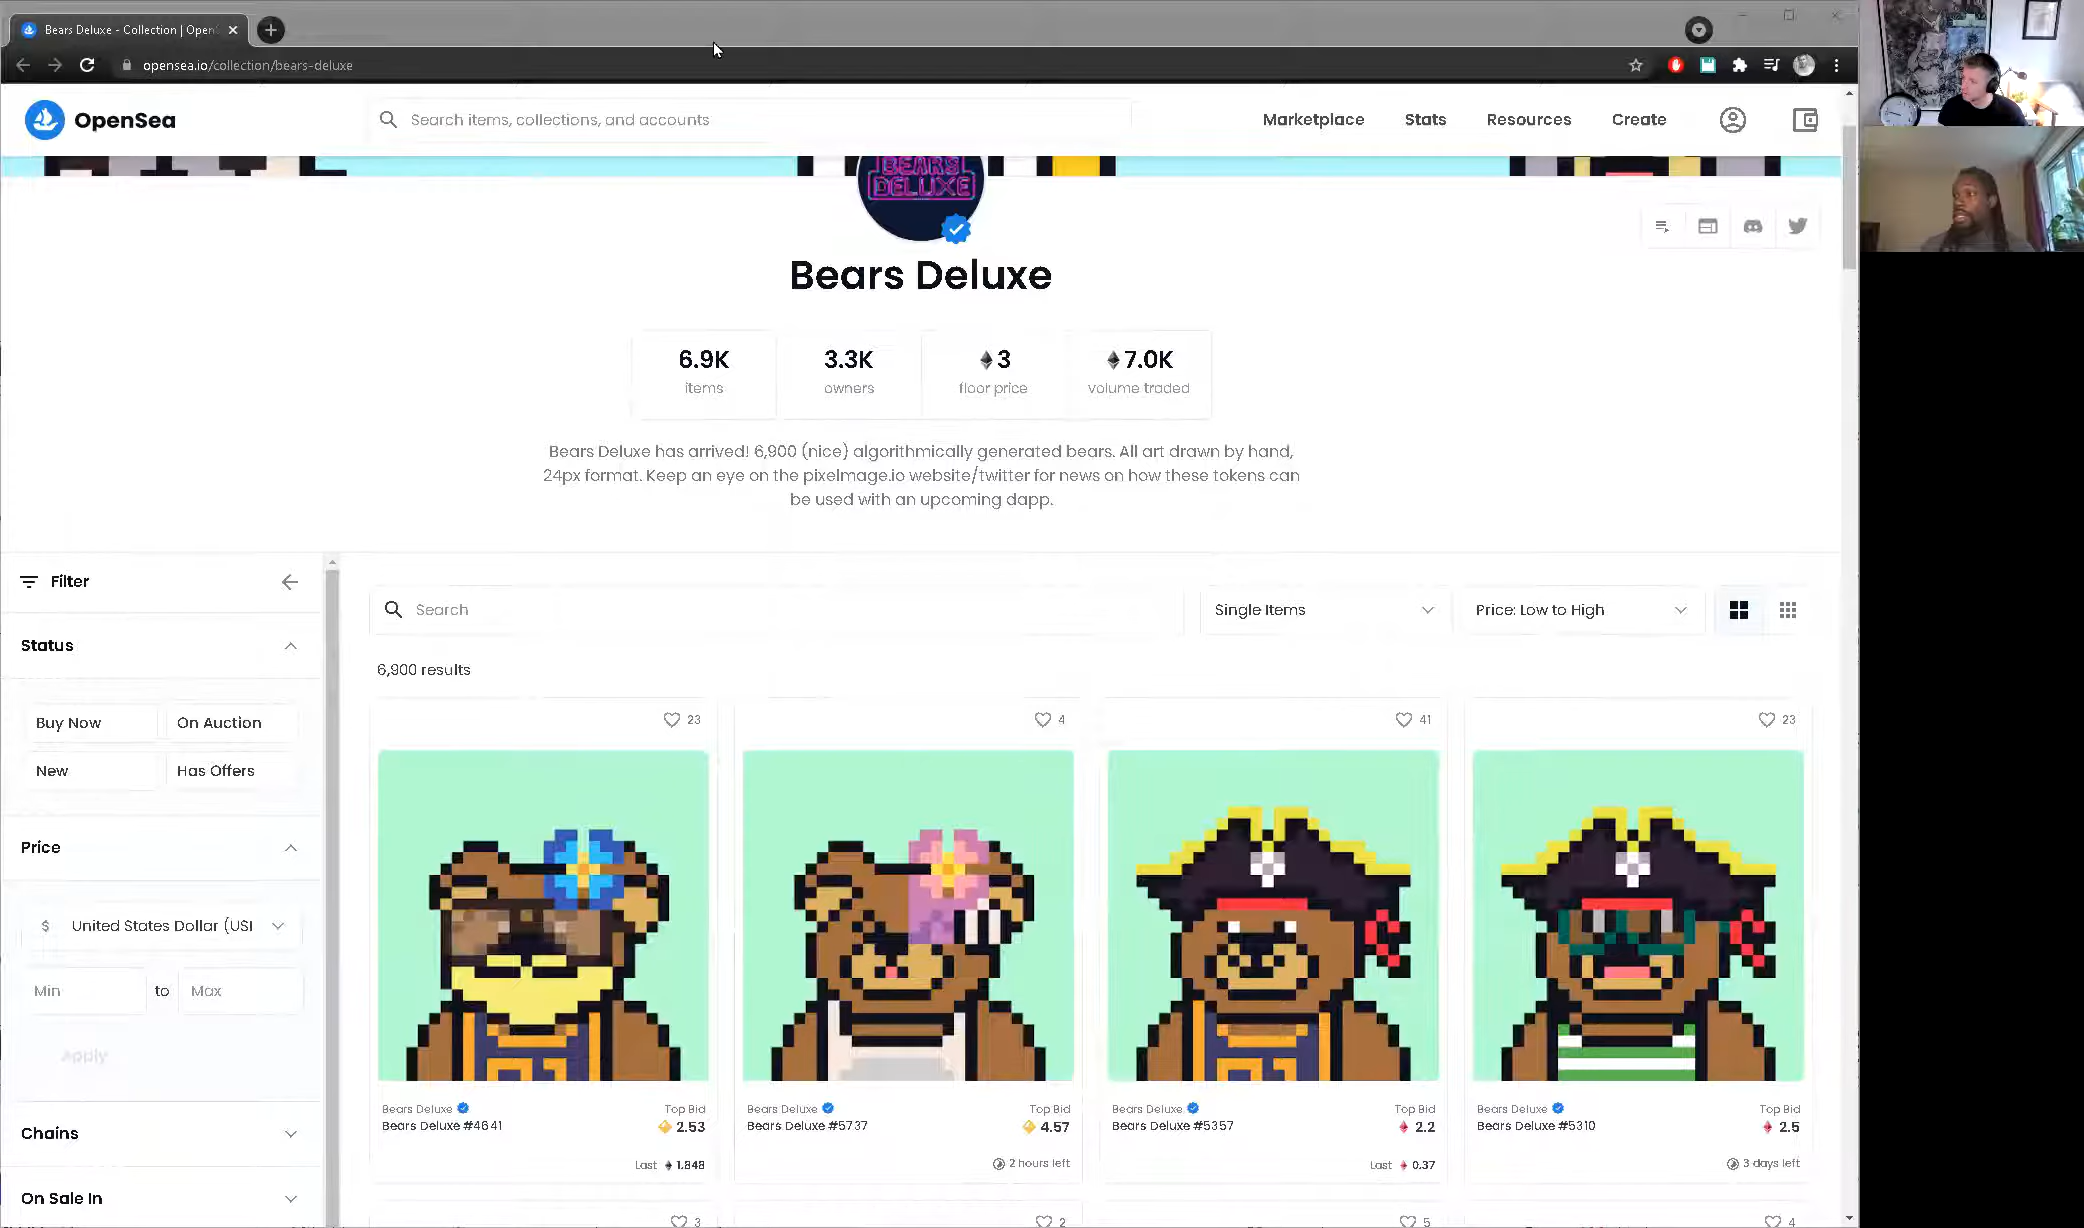 Bears Deluxe - Collection | Open
opensea.io/collection/bears-deluxe
OpenSea
Search items, collections, and accounts
Marketplace
Stats
Resources
Create
BEARS
DELUXE
Bears Deluxe
6.9K
items
3.3K
owners
3
floor price
7.0K
volume traded
Bears Deluxe has arrived! 6,900 (nice) algorithmically generated bears. All art drawn by hand,
24px format. Keep an eye on the pixelmage.io website/twitter for news on how these tokens can
be used with an upcoming dapp.
Filter
Status
Buy Now
On Auction
New
Has Offers
Price
$ United States Dollar (USI
Min
to
Max
Apply
Chains
On Sale In
Search
Single Items
Price: Low to High
6,900 results
23
4
41
23
Bears Deluxe
Top Bid
Bears Deluxe #4641
2.53
Last 1.848
Bears Deluxe
Top Bid
Bears Deluxe #5737
4.57
2 hours left
Bears Deluxe
Top Bid
Bears Deluxe #5357
2.2
Last 0.37
Bears Deluxe
Top Bid
Bears Deluxe #5310
2.5
3 days left
3
2
5
4